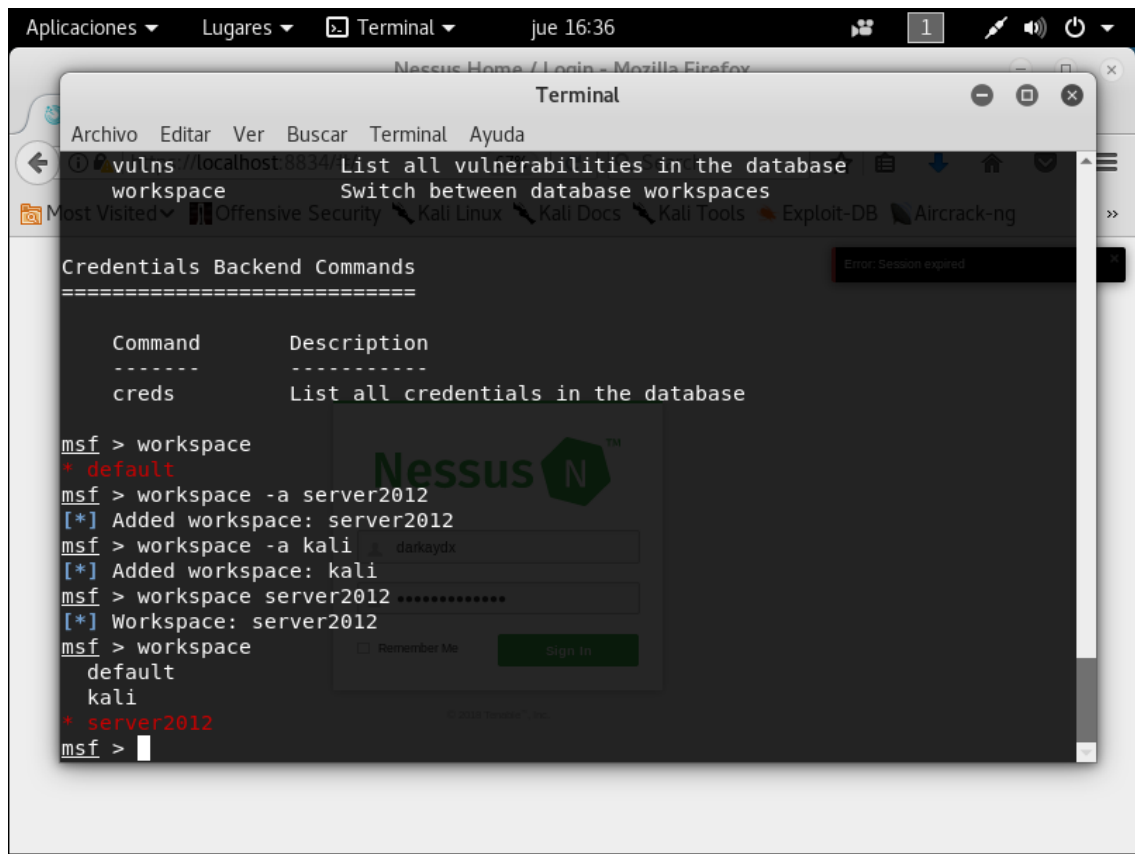 Aplicaciones Lugares Terminal jue 16:36 1
Nessus Home / Login - Mozilla Firefox
Terminal
Archivo Editar Ver Buscar Terminal Ayuda
localhost:8834/
vulns List all vulnerabilities in the database
workspace Switch between database workspaces
Most Visited Offensive Security Kali Linux Kali Docs Kali Tools Exploit-DB Aircrack-ng »
Error: Session expired
Credentials Backend Commands
============================
Command Description
------- -----------
creds List all credentials in the database
msf > workspace
* default
Nessus N ™
msf > workspace -a server2012
[*] Added workspace: server2012
msf > workspace -a kali
darkaydx
[*] Added workspace: kali
msf > workspace server2012
[*] Workspace: server2012
msf > workspace
Remember Me Sign In
default
kali
* server2012
msf >